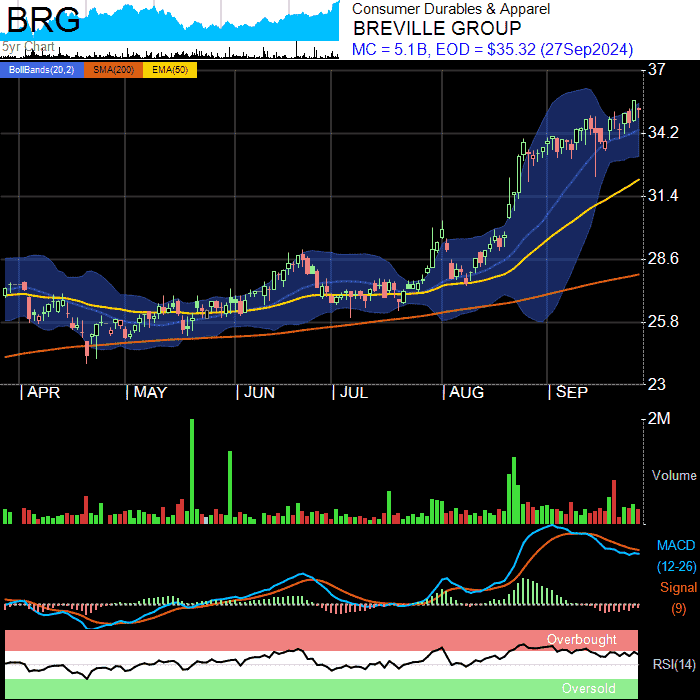 BRG
5yr Chart
Consumer Durables & Apparel
BREVILLE GROUP
MC = 5.1B, EOD = $35.32 (27Sep2024)
BollBands(20,2) SMA(200) EMA(50)
37
34.2
31.4
28.6
25.8
23
APR MAY JUN JUL AUG SEP
2M
Volume
MACD
(12-26)
Signal
(9)
Overbought
RSI(14)
Oversold